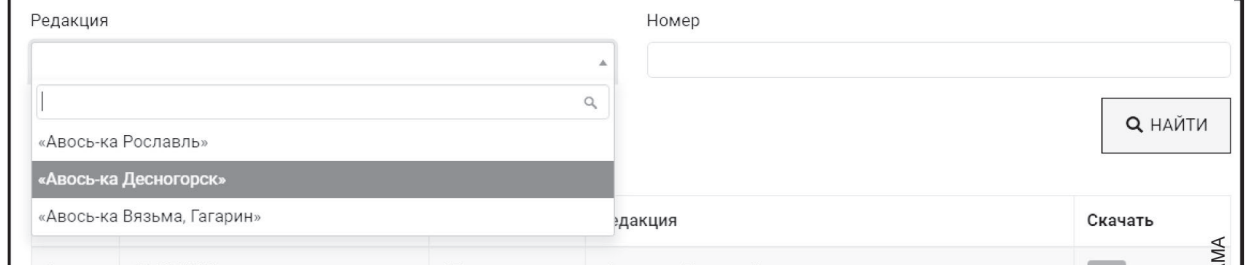 Редакция
Номер
«Авось-ка Рославль»
НАЙТИ
«Авось-ка Десногорск»
«Авось-ка Вязьма, Гагарин»
едакция
Скачать